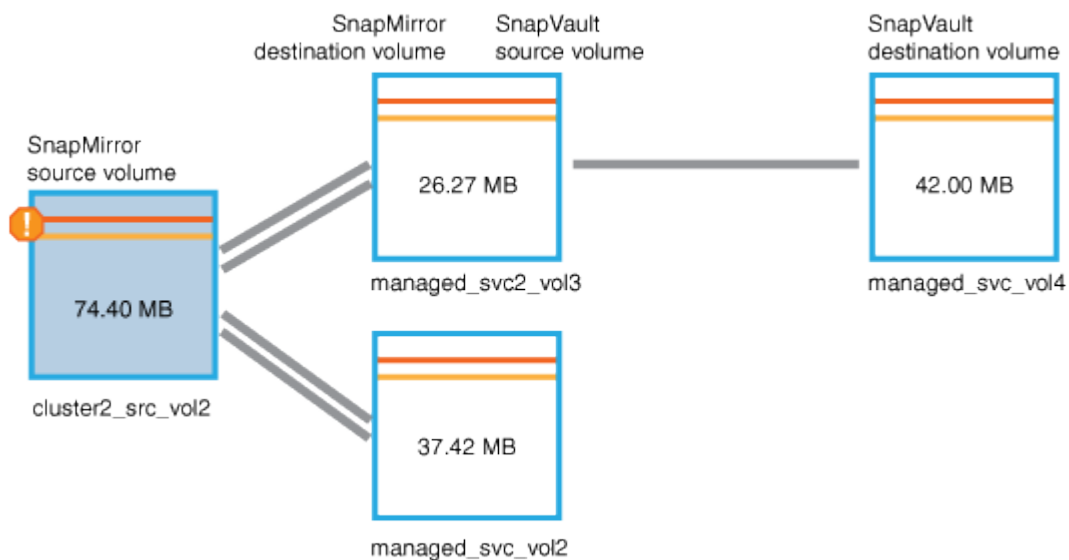 SnapMirror
destination volume
SnapVault
source volume
SnapVault
destination volume
SnapMirror
source volume
!
26.27 MB
42.00 MB
74.40 MB
managed_svc2_vol3
managed_svc_vol4
cluster2_src_vol2
37.42 MB
managed_svc_vol2